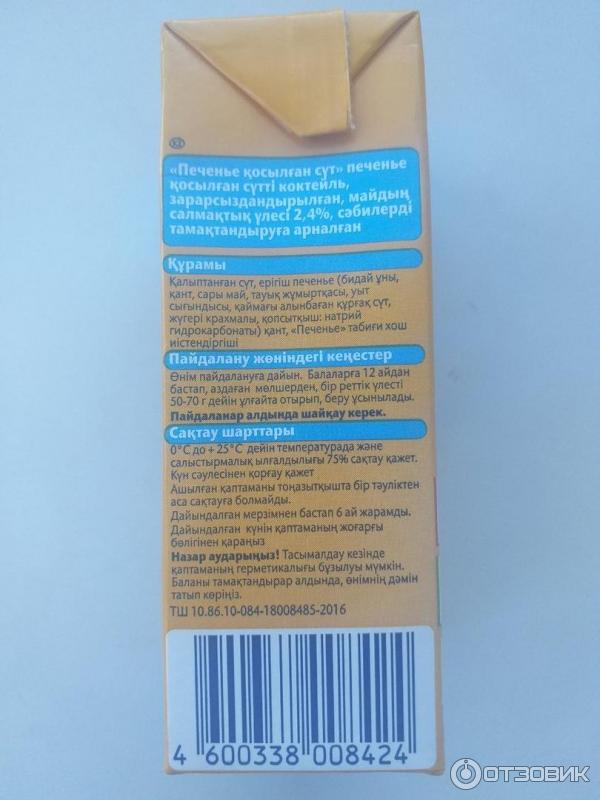 KZ
«Печенье қосылған сүт» печенье
қосылған сүтті коктейль,
зарарсыздандырылған, майдың
салмақтық үлесі 2,4%, сәбилерді
тамақтандыруға арналған
Құрамы
Қалыптанған сүт, ерігіш печенье (бидай ұны,
қант, сары май, тауық жұмыртқасы, уыт
сығындысы, қаймағы алынбаған құрғақ сүт,
жүгері крахмалы, қопсытқыш: натрий
гидрокарбонаты) қант, «Печенье» табиғи хош
иістендіргіші
Пайдалану жөніндегі кеңестер
Өнім пайдалануға дайын. Балаларға 12 айдан
бастап, аздаған мөлшерден, бір реттік үлесті
50-70 г дейін ұлғайта отырып, беру ұсынылады.
Пайдаланар алдында шайқау керек.
Сақтау шарттары
0°С до + 25°С дейін температурада және
салыстырмалық ылғалдылығы 75% сақтау қажет.
Күн сәулесінен қорғау қажет
Ашылған қаптаманы тоңазытқышта бір тәуліктен
аса сақтауға болмайды.
Дайындалған мерзімнен бастап 6 ай жарамды.
Дайындалған күнін қаптаманың жоғарғы
бөлігінен қараңыз
Назар аударыңыз! Тасымалдау кезінде
қаптаманың герметикалығы бұзылуы мүмкін.
Баланы тамақтандырар алдында, өнімнің дәмін
татып көріңіз.
ТШ 10.86.10-084-18008485-2016
4 600338 008424
ОТЗОВИК